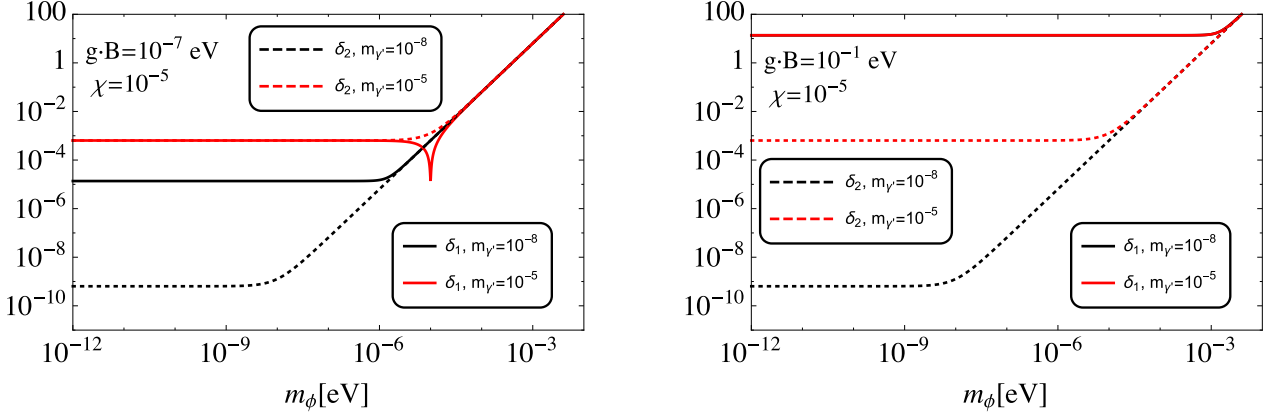 100
1
10⁻²
10⁻⁴
10⁻⁶
10⁻⁸
10⁻¹⁰
g·B=10⁻⁷ eV
χ=10⁻⁵
δ₂, mᵧ′=10⁻⁸
δ₂, mᵧ′=10⁻⁵
δ₁, mᵧ′=10⁻⁸
δ₁, mᵧ′=10⁻⁵
10⁻¹² 10⁻⁹ 10⁻⁶ 10⁻³
m_ϕ[eV]
100
1
10⁻²
10⁻⁴
10⁻⁶
10⁻⁸
10⁻¹⁰
g·B=10⁻¹ eV
χ=10⁻⁵
δ₂, mᵧ′=10⁻⁸
δ₂, mᵧ′=10⁻⁵
δ₁, mᵧ′=10⁻⁸
δ₁, mᵧ′=10⁻⁵
10⁻¹² 10⁻⁹ 10⁻⁶ 10⁻³
m_ϕ[eV]